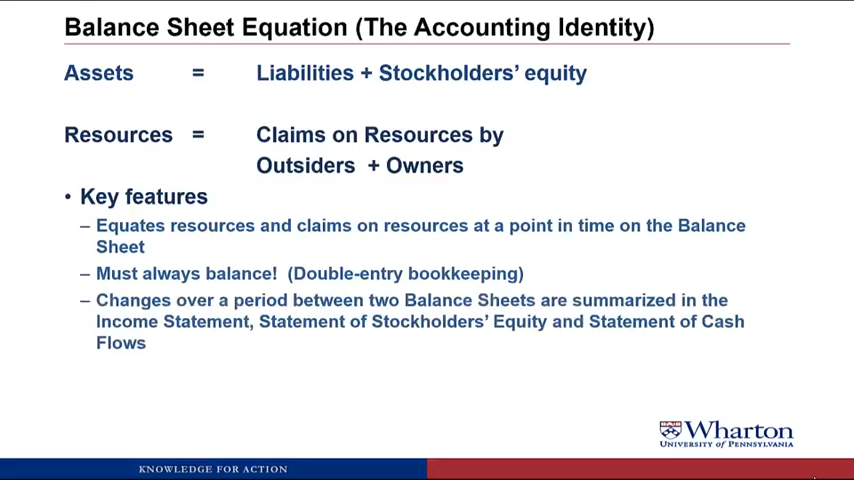 Balance Sheet Equation (The Accounting Identity)
Assets = Liabilities + Stockholders' equity
Resources = Claims on Resources by
Outsiders + Owners
• Key features
– Equates resources and claims on resources at a point in time on the Balance
Sheet
– Must always balance! (Double-entry bookkeeping)
– Changes over a period between two Balance Sheets are summarized in the
Income Statement, Statement of Stockholders' Equity and Statement of Cash
Flows
Wharton
UNIVERSITY OF PENNSYLVANIA
KNOWLEDGE FOR ACTION